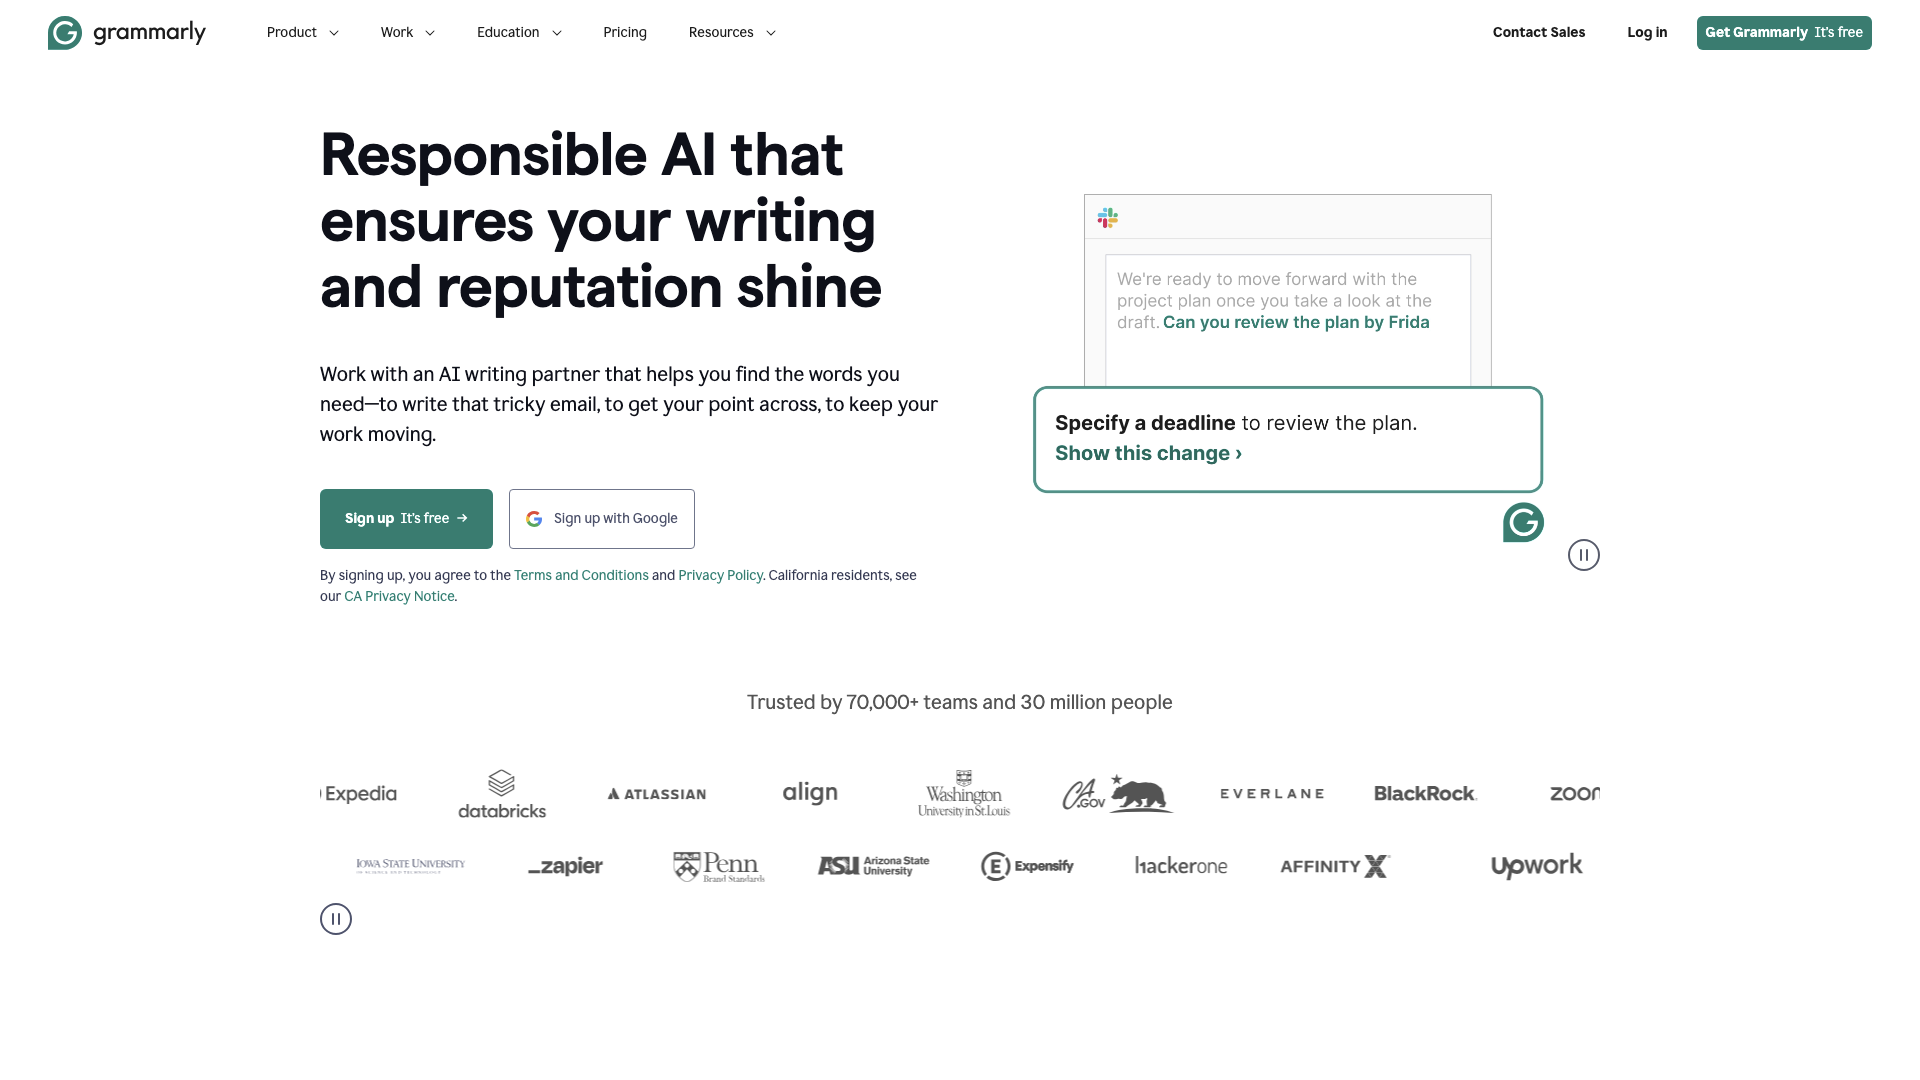 grammarly
Product
Work
Education
Pricing
Resources
Contact Sales
Log in
Get Grammarly It's free
Responsible AI that
ensures your writing
and reputation shine
Work with an AI writing partner that helps you find the words you
need—to write that tricky email, to get your point across, to keep your
work moving.
Sign up It's free →
Sign up with Google
By signing up, you agree to the Terms and Conditions and Privacy Policy. California residents, see
our CA Privacy Notice.
We're ready to move forward with the
project plan once you take a look at the
draft. Can you review the plan by Frida
Specify a deadline to review the plan.
Show this change ›
Trusted by 70,000+ teams and 30 million people
Expedia
databricks
ATLASSIAN
align
Washington
University in St. Louis
CA.GOV
EVERLANE
BlackRock
zoom
IOWA STATE UNIVERSITY
OF SCIENCE AND TECHNOLOGY
_zapier
Penn
Brand Standards
ASU Arizona State
University
E Expensify
hackerone
AFFINITY X
Upwork